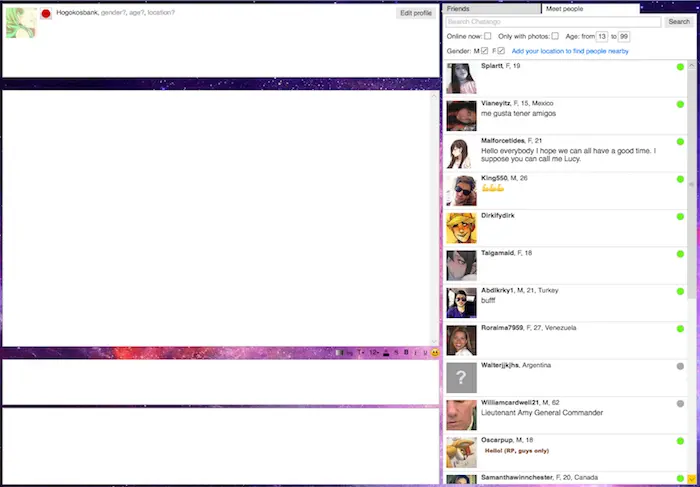 Hogokosbank, gender?, age?, location?
Edit profile
Friends
Meet people
Search Chatango
Search
Online now:
Only with photos:
Age: from 13 to 99
Gender: M F
Add your location to find people nearby
Spiartt, F, 19
Vianeyitz, F, 15, Mexico
me gusta tener amigos
Malforcetides, F, 21
Hello everybody I hope we can all have a good time. I
suppose you can call me Lucy.
King550, M, 26
Dirkifydirk
Taigamaid, F, 18
Abdlkrky1, M, 21, Turkey
bufff
Roraima7959, F, 27, Venezuela
?
Walterjjkjhs, Argentina
Williamcardwell21, M, 62
Lieutenant Amy General Commander
Oscarpup, M, 18
Hello! (RP, guys only)
Samanthawinnchester, F, 20, Canada
T
12
S
B
I
U